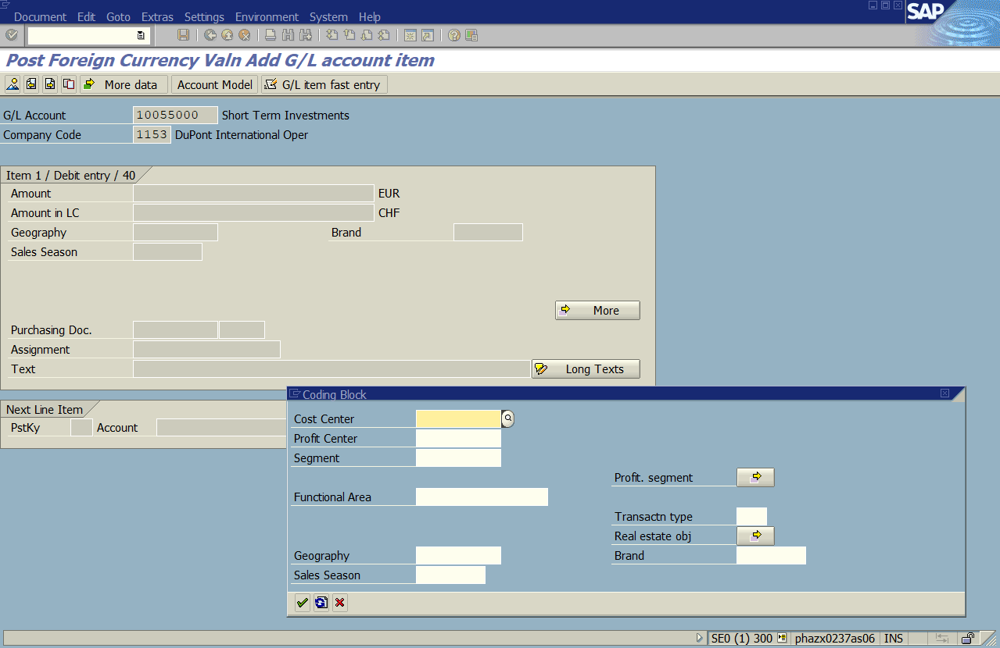 Document Edit Goto Extras Settings Environment System Help
SAP
Post Foreign Currency Valn Add G/L account item
More data Account Model G/L item fast entry
G/L Account 10055000 Short Term Investments
Company Code 1153 DuPont International Oper
Item 1 / Debit entry / 40
Amount EUR
Amount in LC CHF
Geography Brand
Sales Season
More
Purchasing Doc.
Assignment
Text Long Texts
Next Line Item
PstKy Account
Coding Block
Cost Center
Profit Center
Segment
Profit. segment
Functional Area
Transactn type
Real estate obj
Geography Brand
Sales Season
SE0 (1) 300 phazx0237as06 INS